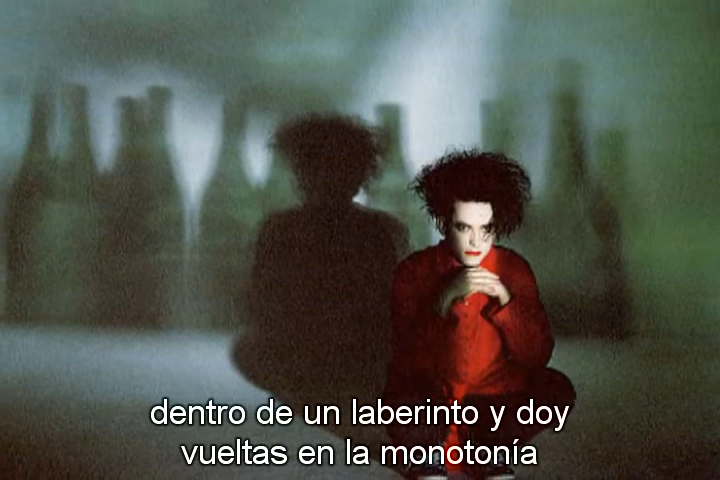 dentro de un laberinto y doy
vueltas en la monotonía